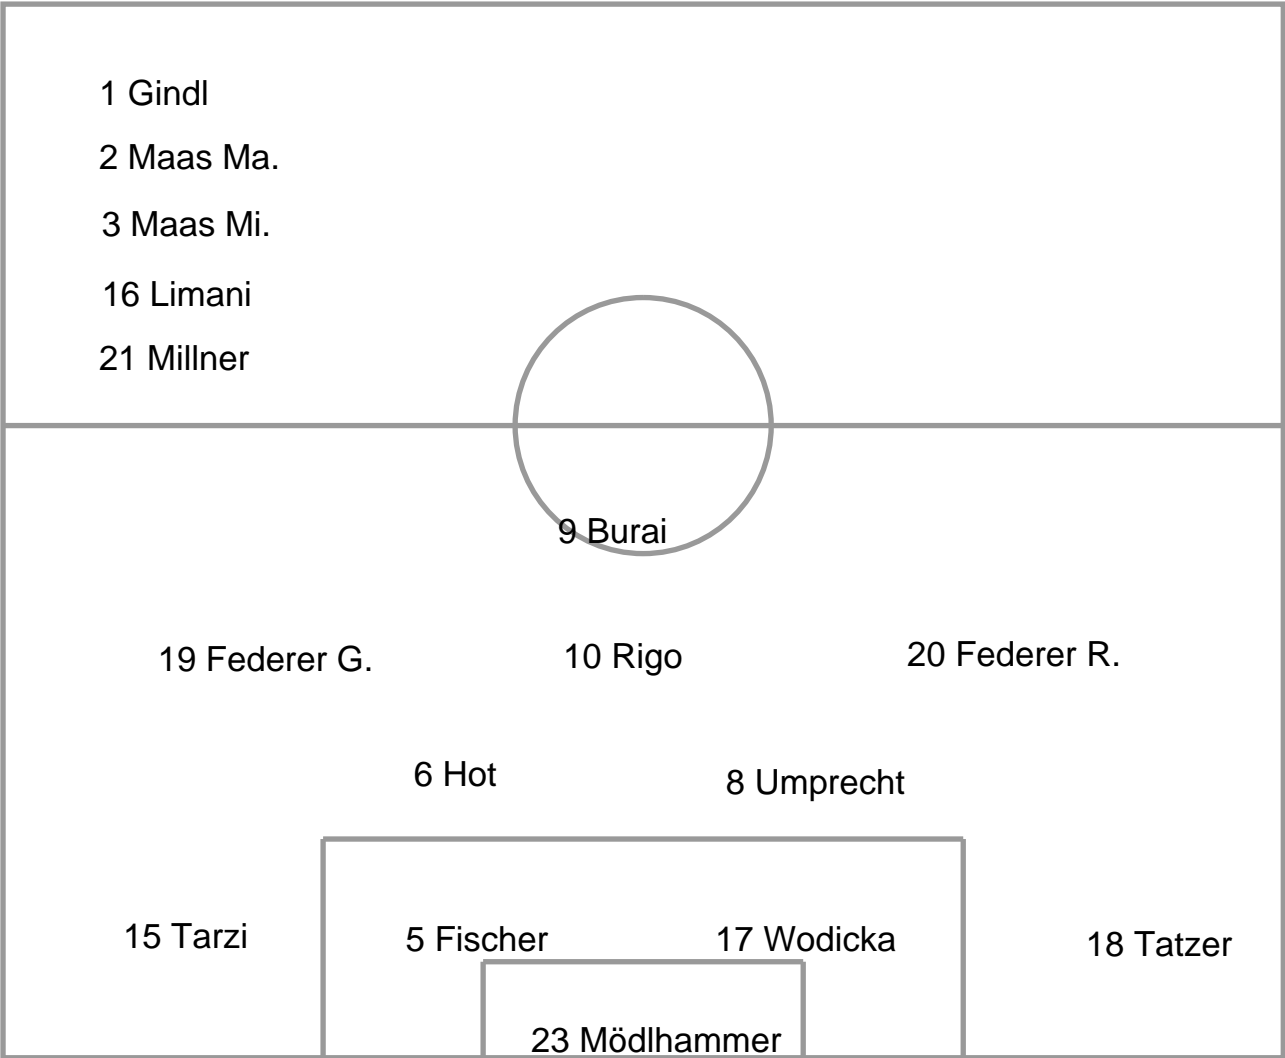 1 Gindl
2 Maas Ma.
3 Maas Mi.
16 Limani
21 Millner
9 Burai
19 Federer G.
10 Rigo
20 Federer R.
6 Hot
8 Umprecht
15 Tarzi
5 Fischer
17 Wodicka
18 Tatzer
23 Mödlhammer